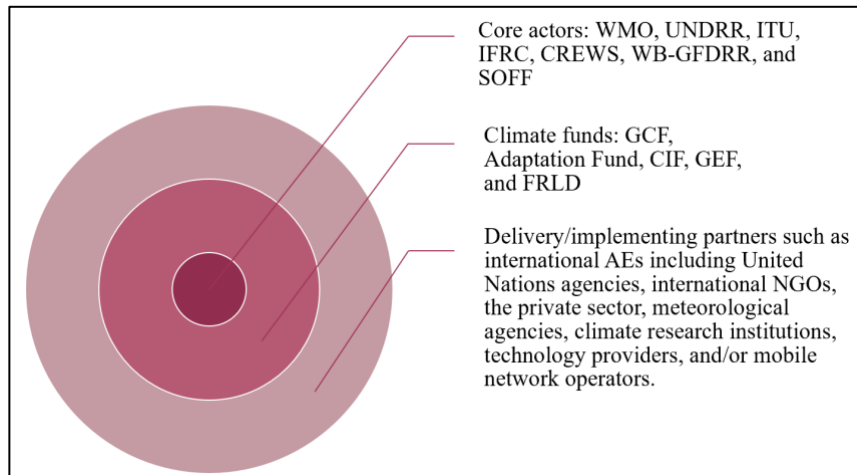 Core actors: WMO, UNDRR, ITU,
IFRC, CREWS, WB-GFDRR, and
SOFF
Climate funds: GCF,
Adaptation Fund, CIF, GEF,
and FRLD
Delivery/implementing partners such as
international AEs including United
Nations agencies, international NGOs,
the private sector, meteorological
agencies, climate research institutions,
technology providers, and/or mobile
network operators.